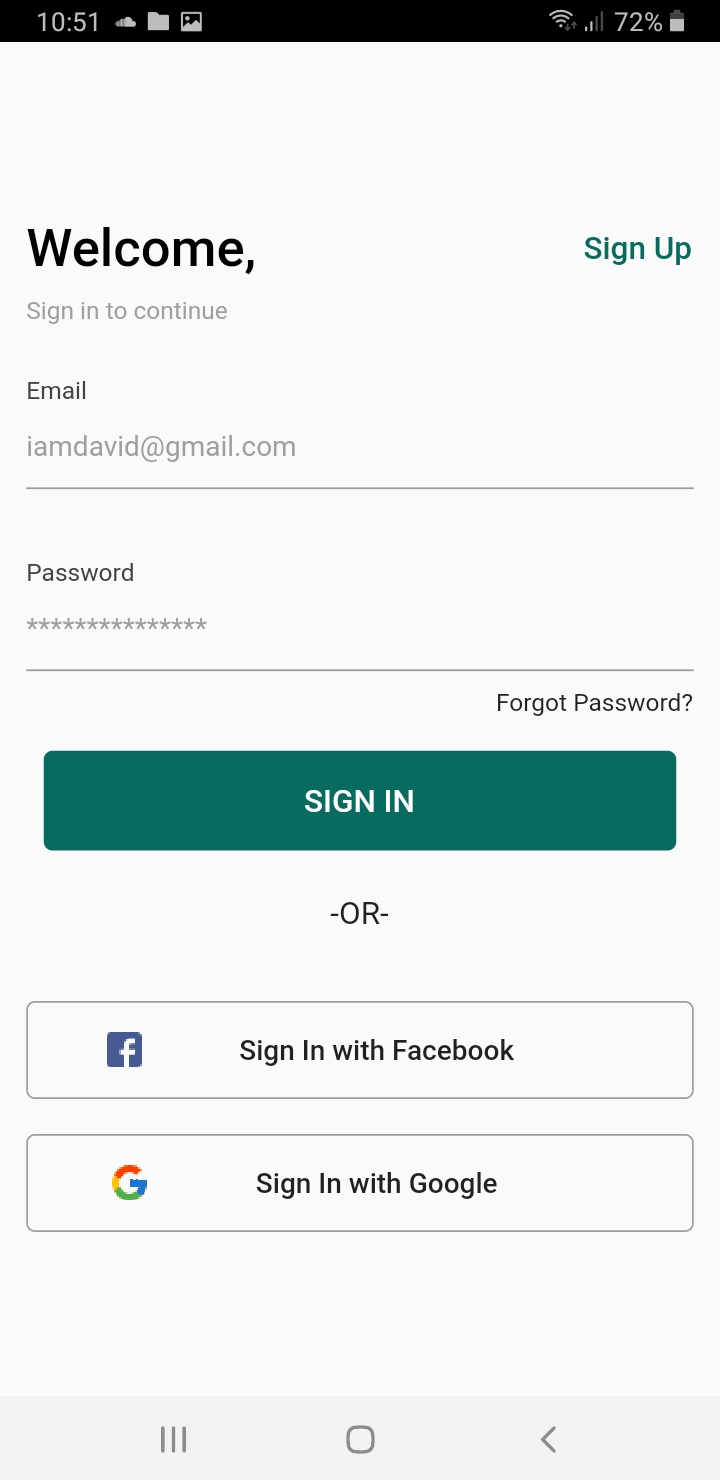 10:51 72%
Welcome, Sign Up
Sign in to continue
Email
iamdavid@gmail.com
Password
***************
Forgot Password?
SIGN IN
-OR-
Sign In with Facebook
Sign In with Google